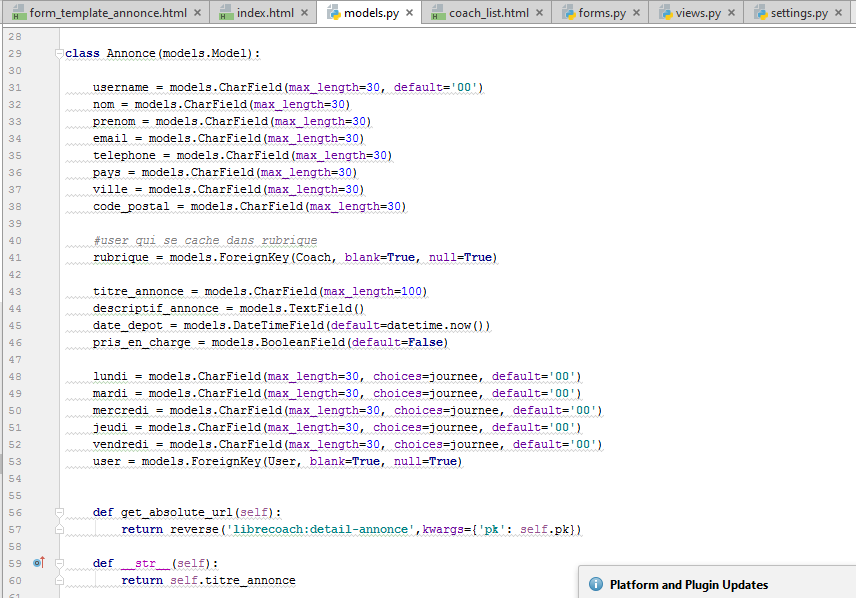 form_template_annonce.html index.html models.py coach_list.html forms.py views.py settings.py
28
29 class Annonce(models.Model):
30
31 username = models.CharField(max_length=30, default='00')
32 nom = models.CharField(max_length=30)
33 prenom = models.CharField(max_length=30)
34 email = models.CharField(max_length=30)
35 telephone = models.CharField(max_length=30)
36 pays = models.CharField(max_length=30)
37 ville = models.CharField(max_length=30)
38 code_postal = models.CharField(max_length=30)
39
40 #user qui se cache dans rubrique
41 rubrique = models.ForeignKey(Coach, blank=True, null=True)
42
43 titre_annonce = models.CharField(max_length=100)
44 descriptif_annonce = models.TextField()
45 date_depot = models.DateTimeField(default=datetime.now())
46 pris_en_charge = models.BooleanField(default=False)
47
48 lundi = models.CharField(max_length=30, choices=journee, default='00')
49 mardi = models.CharField(max_length=30, choices=journee, default='00')
50 mercredi = models.CharField(max_length=30, choices=journee, default='00')
51 jeudi = models.CharField(max_length=30, choices=journee, default='00')
52 vendredi = models.CharField(max_length=30, choices=journee, default='00')
53 user = models.ForeignKey(User, blank=True, null=True)
54
55
56 def get_absolute_url(self):
57 return reverse('librecoach:detail-annonce',kwargs={'pk': self.pk})
58
59 def __str__(self):
60 return self.titre_annonce
61
Platform and Plugin Updates